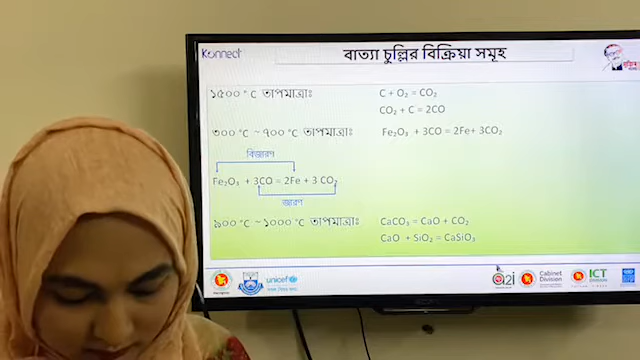 Konnect
বাত্যা চুল্লির বিক্রিয়া সমূহ
১৫০০ °C তাপমাত্রাঃ C + O₂ = CO₂
CO₂ + C = 2CO
৩০০ °C ~ ৭০০ °C তাপমাত্রাঃ Fe₂O₃ + 3CO = 2Fe+ 3CO₂
বিজারণ
Fe₂O₃ + 3CO = 2Fe + 3 CO₂
জারণ
৯০০ °C ~ ১০০০ °C তাপমাত্রাঃ CaCO₃ = CaO + CO₂
CaO + SiO₂ = CaSiO₃
unicef
a2i
Cabinet Division
ICT DIVISION